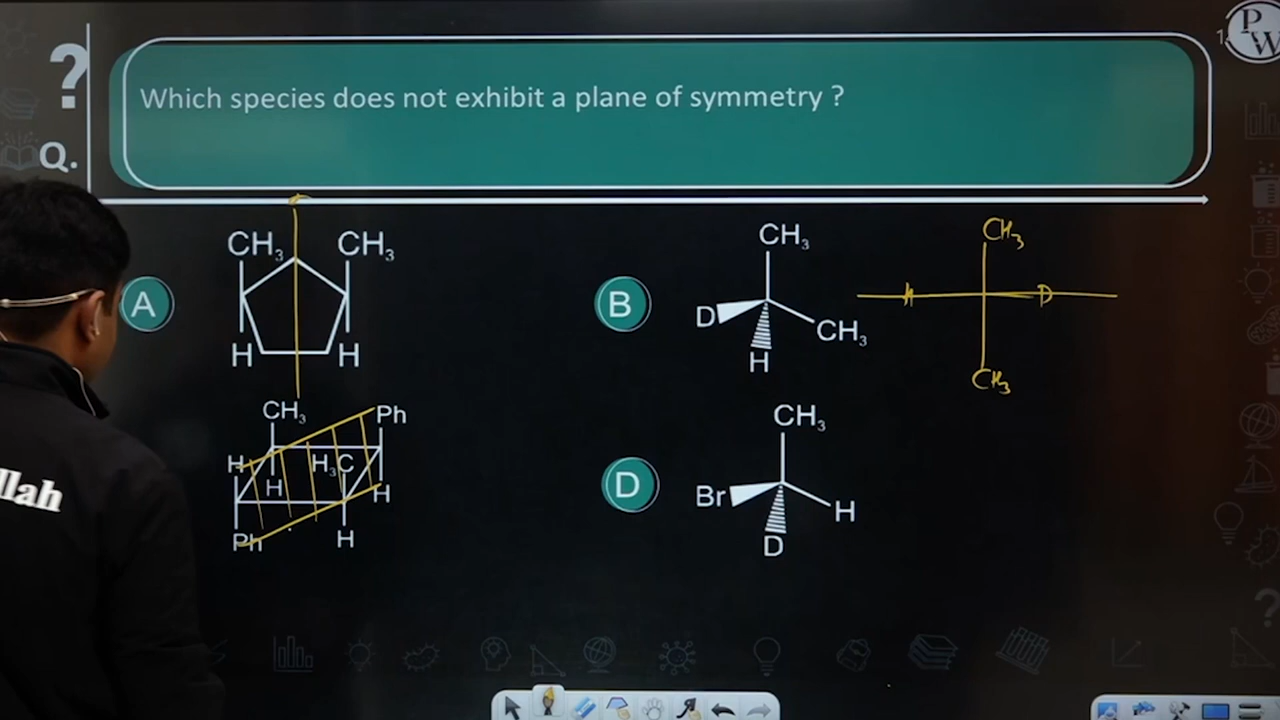 ?
Q.
Which species does not exhibit a plane of symmetry ?
P
W
A
CH₃ CH₃
H H
B
CH₃
D
CH₃
H
CH₃
H D
CH₃
CH₃ Ph
H H₃C
H H
Ph H
D
CH₃
Br
H
D
llah